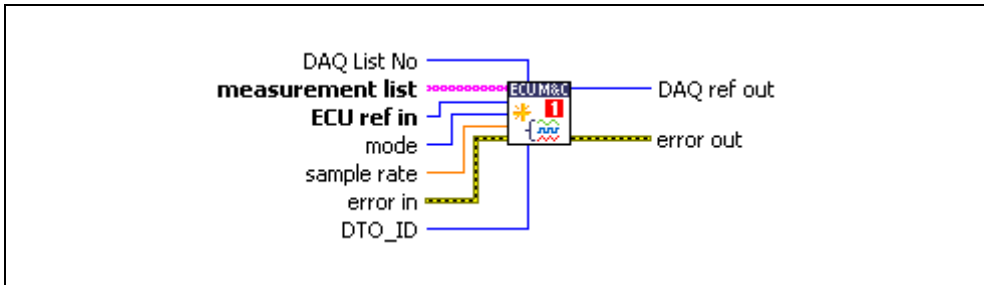 DAQ List No
measurement list
ECU ref in
mode
sample rate
error in
DTO_ID
ECU M&C
1
DAQ ref out
error out